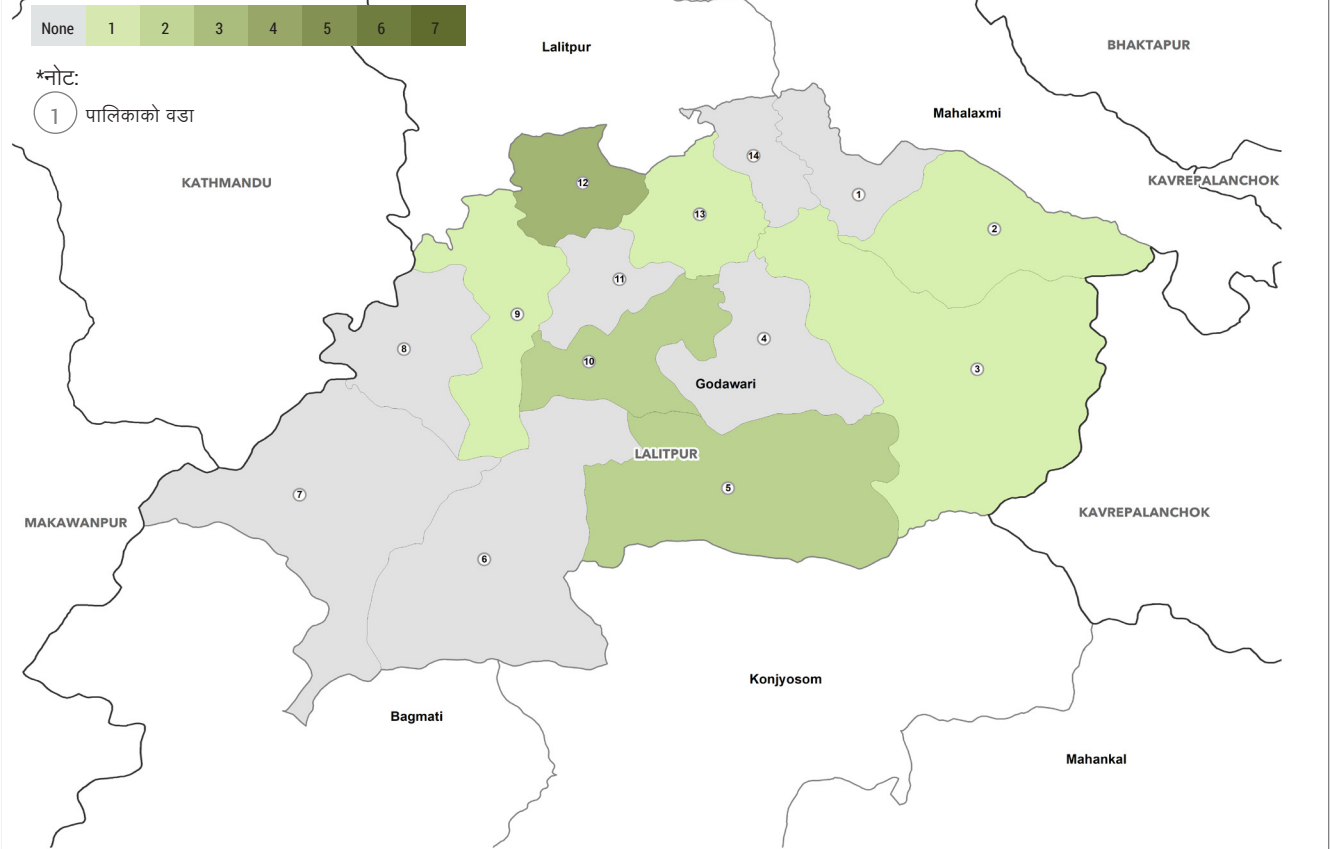 None 1 2 3 4 5 6 7
Lalitpur
BHAKTAPUR
*नोट:
1 पालिकाको वडा
Mahalaxmi
14
KATHMANDU
12
KAVREPALANCHOK
1
13
2
11
9
4
8
10
3
Godawari
LALITPUR
5
7
KAVREPALANCHOK
MAKAWANPUR
6
Konjyosom
Bagmati
Mahankal